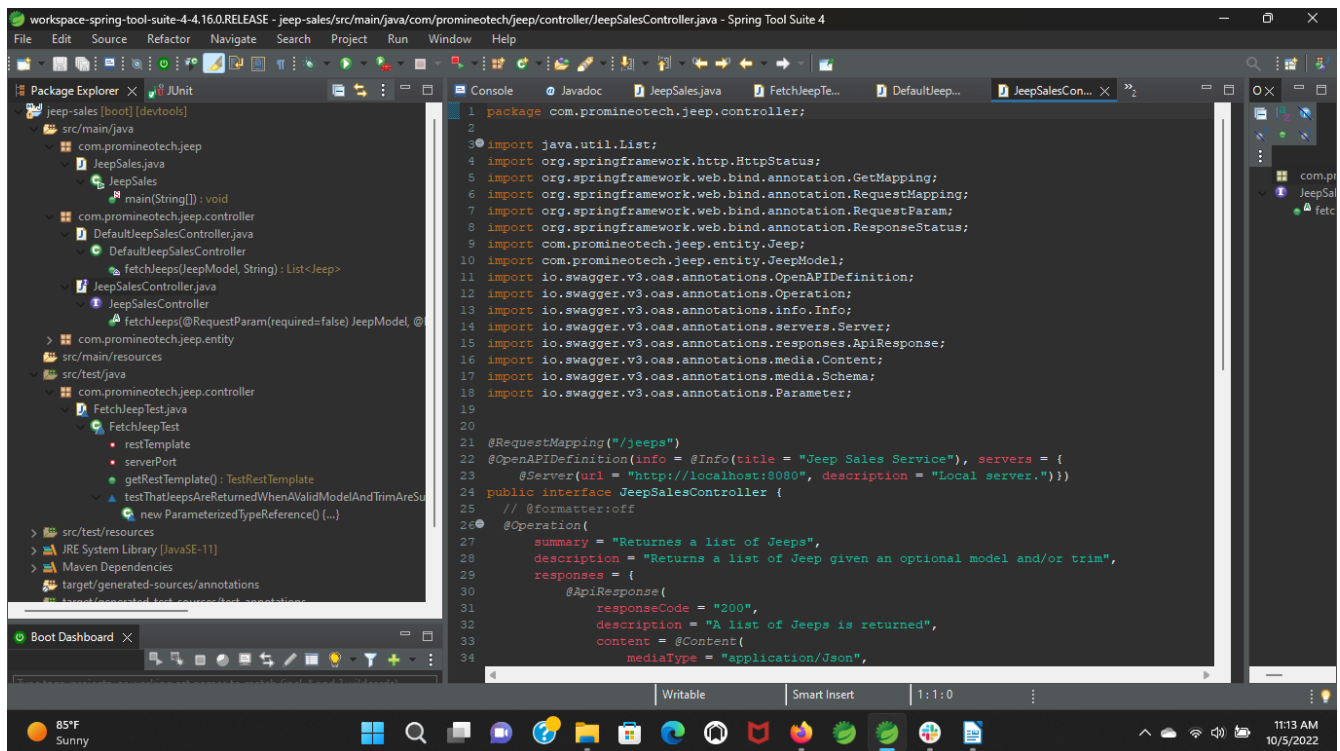 workspace-spring-tool-suite-4-4.16.0.RELEASE - jeep-sales/src/main/java/com/promineotech/jeep/controller/JeepSalesController.java - Spring Tool Suite 4
File Edit Source Refactor Navigate Search Project Run Window Help
Package Explorer JUnit
jeep-sales [boot] [devtools]
src/main/java
com.promineotech.jeep
JeepSales.java
JeepSales
main(String[]) : void
com.promineotech.jeep.controller
DefaultJeepSalesController.java
DefaultJeepSalesController
fetchJeeps(JeepModel, String) : List<Jeep>
JeepSalesController.java
JeepSalesController
fetchJeeps(@RequestParam(required=false) JeepModel, @
com.promineotech.jeep.entity
src/main/resources
src/test/java
com.promineotech.jeep.controller
FetchJeepTest.java
FetchJeepTest
restTemplate
serverPort
getRestTemplate() : TestRestTemplate
testThatJeepsAreReturnedWhenAValidModelAndTrimAreSu
new ParameterizedTypeReference() {...}
src/test/resources
JRE System Library [JavaSE-11]
Maven Dependencies
target/generated-sources/annotations
target/generated-test-sources/test-annotations
Boot Dashboard
Console Javadoc JeepSales.java FetchJeepTe... DefaultJeep... JeepSalesCon... »2
1 package com.promineotech.jeep.controller;
2
3 import java.util.List;
4 import org.springframework.http.HttpStatus;
5 import org.springframework.web.bind.annotation.GetMapping;
6 import org.springframework.web.bind.annotation.RequestMapping;
7 import org.springframework.web.bind.annotation.RequestParam;
8 import org.springframework.web.bind.annotation.ResponseStatus;
9 import com.promineotech.jeep.entity.Jeep;
10 import com.promineotech.jeep.entity.JeepModel;
11 import io.swagger.v3.oas.annotations.OpenAPIDefinition;
12 import io.swagger.v3.oas.annotations.Operation;
13 import io.swagger.v3.oas.annotations.info.Info;
14 import io.swagger.v3.oas.annotations.servers.Server;
15 import io.swagger.v3.oas.annotations.responses.ApiResponse;
16 import io.swagger.v3.oas.annotations.media.Content;
17 import io.swagger.v3.oas.annotations.media.Schema;
18 import io.swagger.v3.oas.annotations.Parameter;
19
20
21 @RequestMapping("/jeeps")
22 @OpenAPIDefinition(info = @Info(title = "Jeep Sales Service"), servers = {
23 @Server(url = "http://localhost:8080", description = "Local server.")})
24 public interface JeepSalesController {
25 // @formatter:off
26 @Operation(
27 summary = "Returnes a list of Jeeps",
28 description = "Returns a list of Jeep given an optional model and/or trim",
29 responses = {
30 @ApiResponse(
31 responseCode = "200",
32 description = "A list of Jeeps is returned",
33 content = @Content(
34 mediaType = "application/Json",
com.pr
JeepSal
fetc
Writable Smart Insert 1 : 1 : 0
85°F
Sunny
11:13 AM
10/5/2022